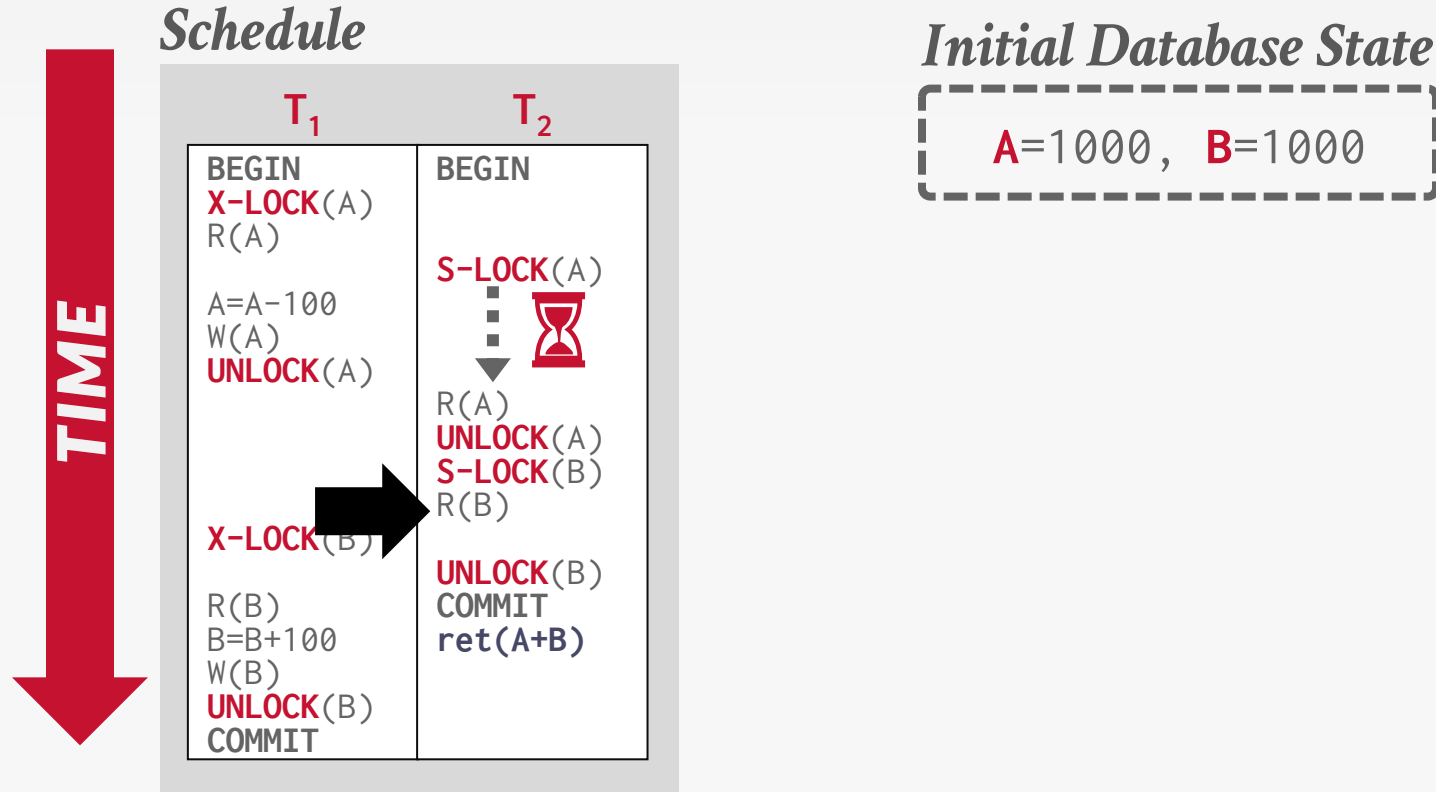 Schedule
Initial Database State
A=1000, B=1000
TIME
T1
T2
BEGIN
X-LOCK(A)
R(A)
A=A-100
W(A)
UNLOCK(A)
X-LOCK(B)
R(B)
B=B+100
W(B)
UNLOCK(B)
COMMIT
BEGIN
S-LOCK(A)
R(A)
UNLOCK(A)
S-LOCK(B)
R(B)
UNLOCK(B)
COMMIT
ret(A+B)